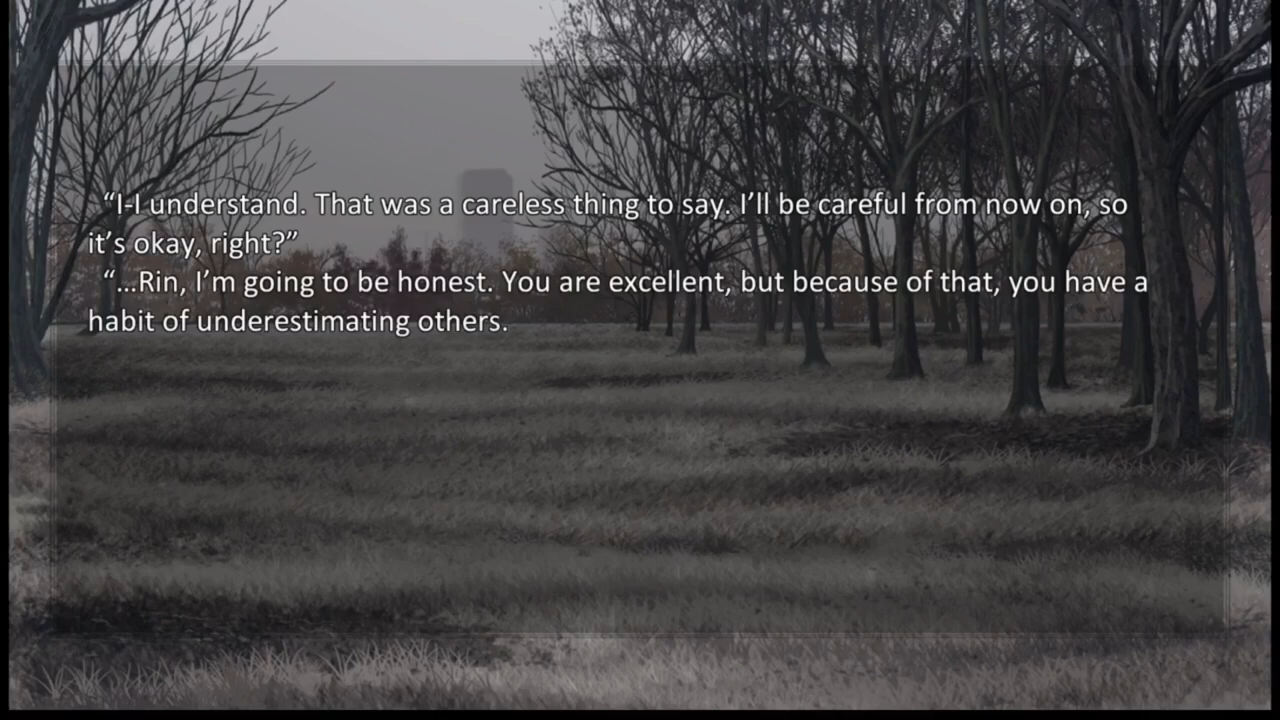 “I-I understand. That was a careless thing to say. I’ll be careful from now on, so
it’s okay, right?”
“...Rin, I’m going to be honest. You are excellent, but because of that, you have a
habit of underestimating others.